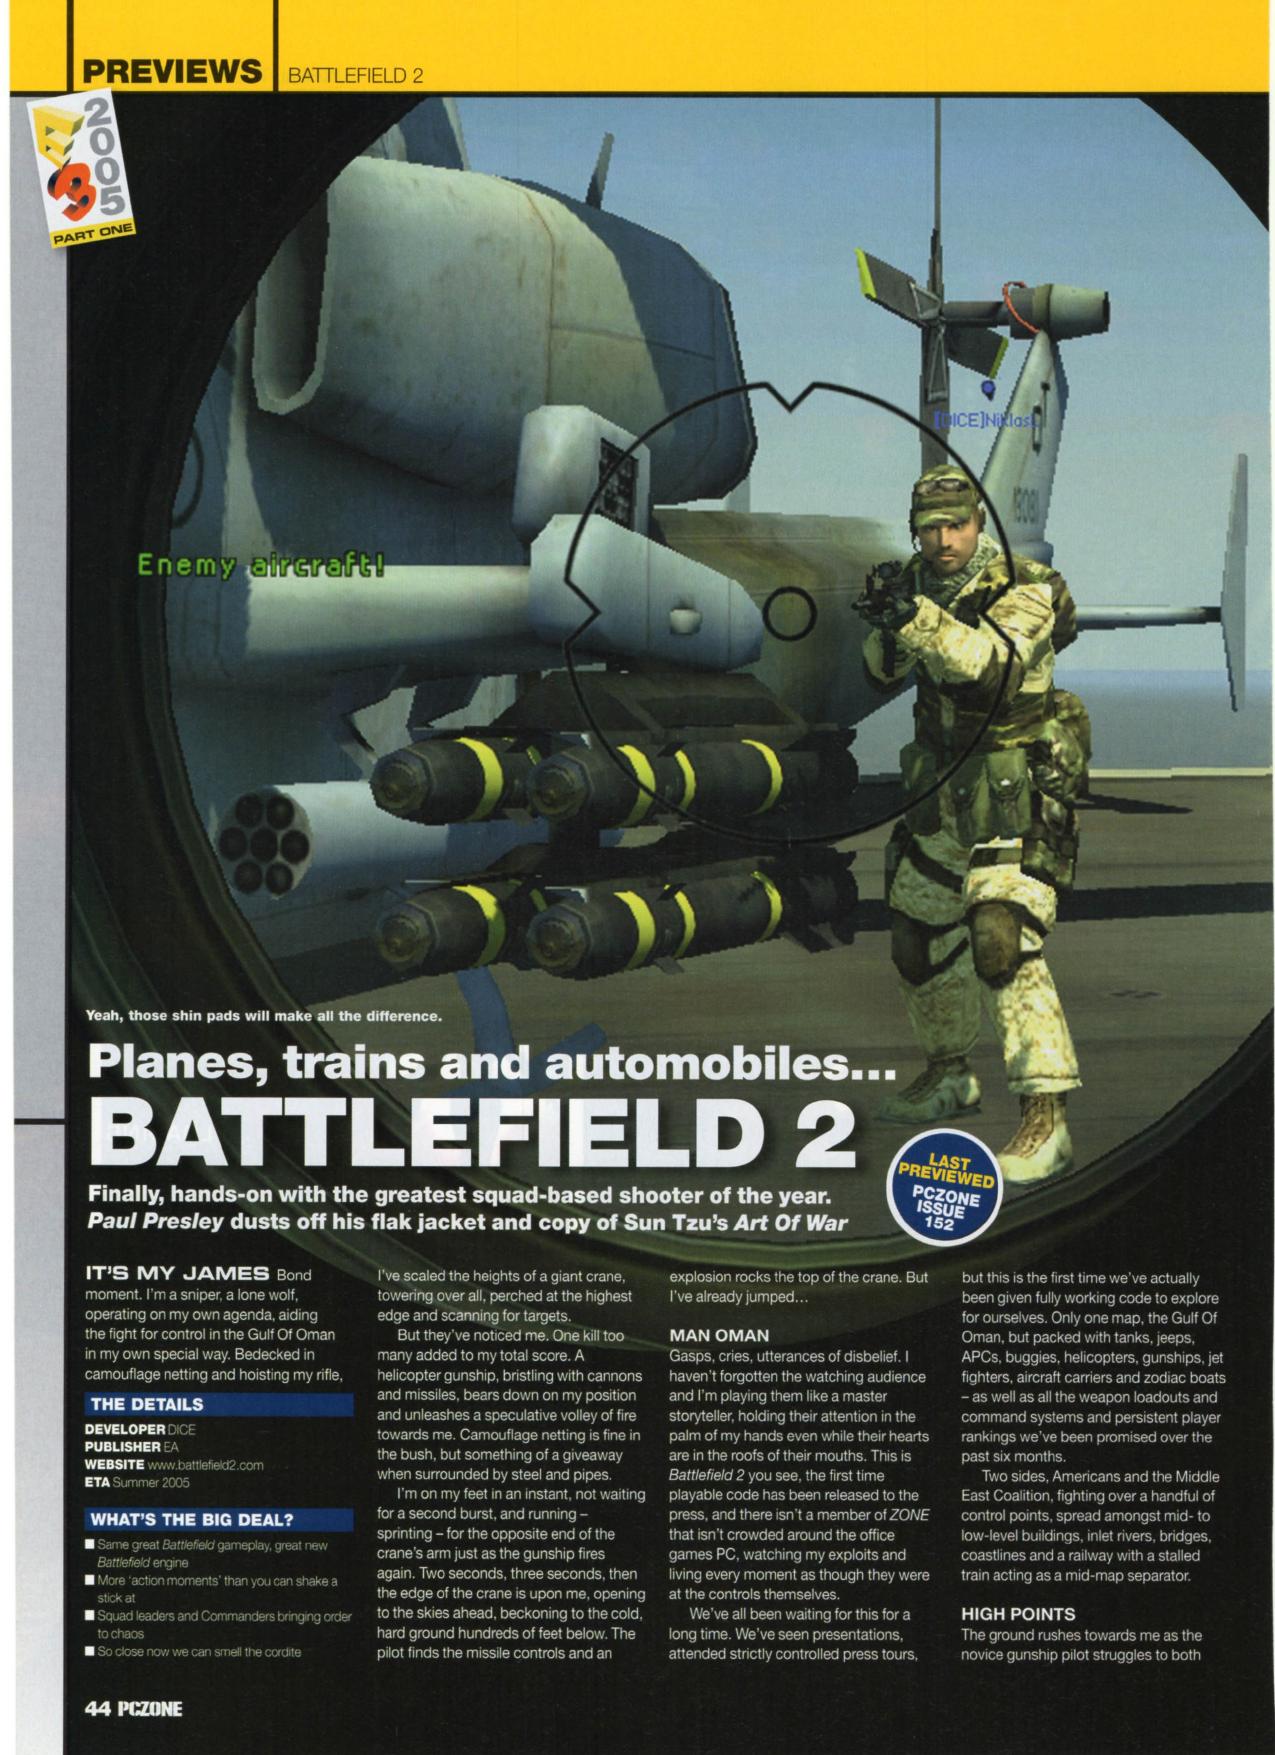 PREVIEWS
BATTLEFIELD 2
E3
2005
PART ONE
[DICE]Niklas
Enemy aircraft!
Yeah, those shin pads will make all the difference.
Planes, trains and automobiles...
BATTLEFIELD 2
Finally, hands-on with the greatest squad-based shooter of the year.
Paul Presley dusts off his flak jacket and copy of Sun Tzu's Art Of War
LAST
PREVIEWED
PCZONE
ISSUE
152
IT'S MY JAMES Bond
moment. I'm a sniper, a lone wolf,
operating on my own agenda, aiding
the fight for control in the Gulf Of Oman
in my own special way. Bedecked in
camouflage netting and hoisting my rifle,
THE DETAILS
DEVELOPER DICE
PUBLISHER EA
WEBSITE www.battlefield2.com
ETA Summer 2005
WHAT'S THE BIG DEAL?
■ Same great Battlefield gameplay, great new
Battlefield engine
■ More 'action moments' than you can shake a
stick at
■ Squad leaders and Commanders bringing order
to chaos
■ So close now we can smell the cordite
I've scaled the heights of a giant crane,
towering over all, perched at the highest
edge and scanning for targets.
But they've noticed me. One kill too
many added to my total score. A
helicopter gunship, bristling with cannons
and missiles, bears down on my position
and unleashes a speculative volley of fire
towards me. Camouflage netting is fine in
the bush, but something of a giveaway
when surrounded by steel and pipes.
I'm on my feet in an instant, not waiting
for a second burst, and running –
sprinting – for the opposite end of the
crane's arm just as the gunship fires
again. Two seconds, three seconds, then
the edge of the crane is upon me, opening
to the skies ahead, beckoning to the cold,
hard ground hundreds of feet below. The
pilot finds the missile controls and an
explosion rocks the top of the crane. But
I've already jumped...
MAN OMAN
Gasps, cries, utterances of disbelief. I
haven't forgotten the watching audience
and I'm playing them like a master
storyteller, holding their attention in the
palm of my hands even while their hearts
are in the roofs of their mouths. This is
Battlefield 2 you see, the first time
playable code has been released to the
press, and there isn't a member of ZONE
that isn't crowded around the office
games PC, watching my exploits and
living every moment as though they were
at the controls themselves.
We've all been waiting for this for a
long time. We've seen presentations,
attended strictly controlled press tours,
but this is the first time we've actually
been given fully working code to explore
for ourselves. Only one map, the Gulf Of
Oman, but packed with tanks, jeeps,
APCs, buggies, helicopters, gunships, jet
fighters, aircraft carriers and zodiac boats
– as well as all the weapon loadouts and
command systems and persistent player
rankings we've been promised over the
past six months.
Two sides, Americans and the Middle
East Coalition, fighting over a handful of
control points, spread amongst mid- to
low-level buildings, inlet rivers, bridges,
coastlines and a railway with a stalled
train acting as a mid-map separator.
HIGH POINTS
The ground rushes towards me as the
novice gunship pilot struggles to both
44 PCZONE